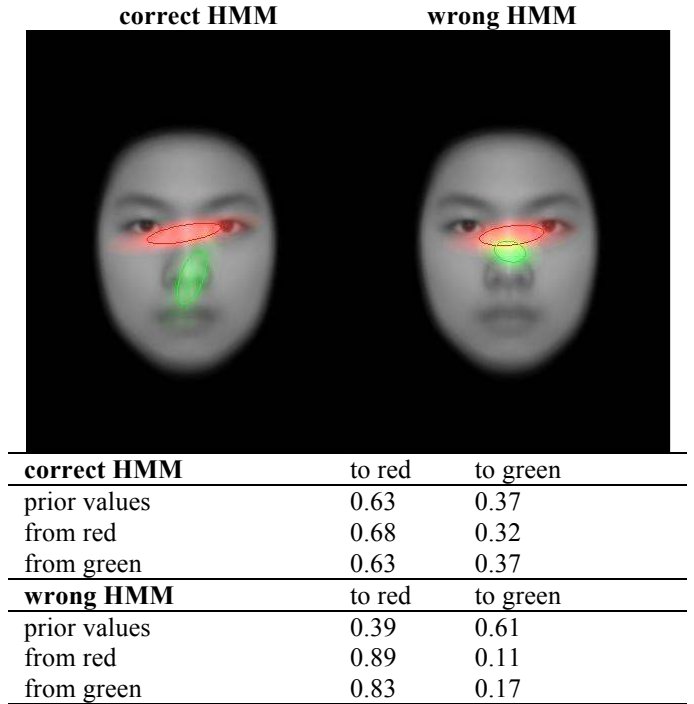 correct HMM wrong HMM
correct HMM to red to green
prior values 0.63 0.37
from red 0.68 0.32
from green 0.63 0.37
wrong HMM to red to green
prior values 0.39 0.61
from red 0.89 0.11
from green 0.83 0.17